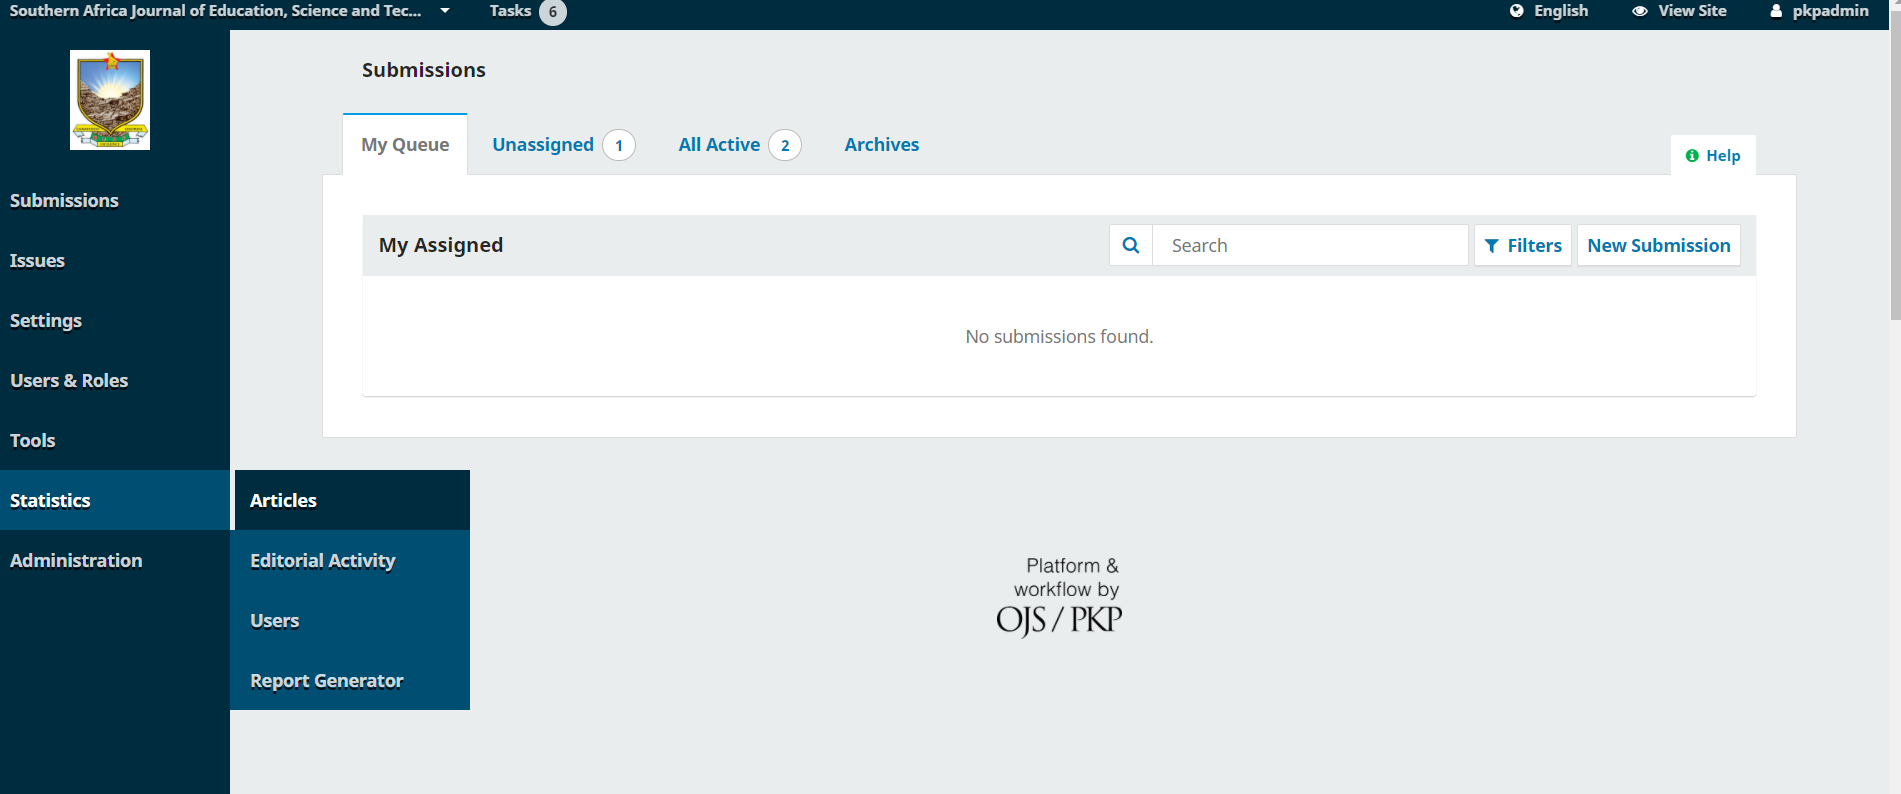 Southern Africa Journal of Education, Science and Tec... Tasks 6 English View Site pkpadmin
Submissions
My Queue Unassigned 1 All Active 2 Archives
Help
My Assigned Search Filters New Submission
No submissions found.
Submissions
Issues
Settings
Users & Roles
Tools
Statistics
Administration
Articles
Editorial Activity
Users
Report Generator
Platform &
workflow by
OJS / PKP